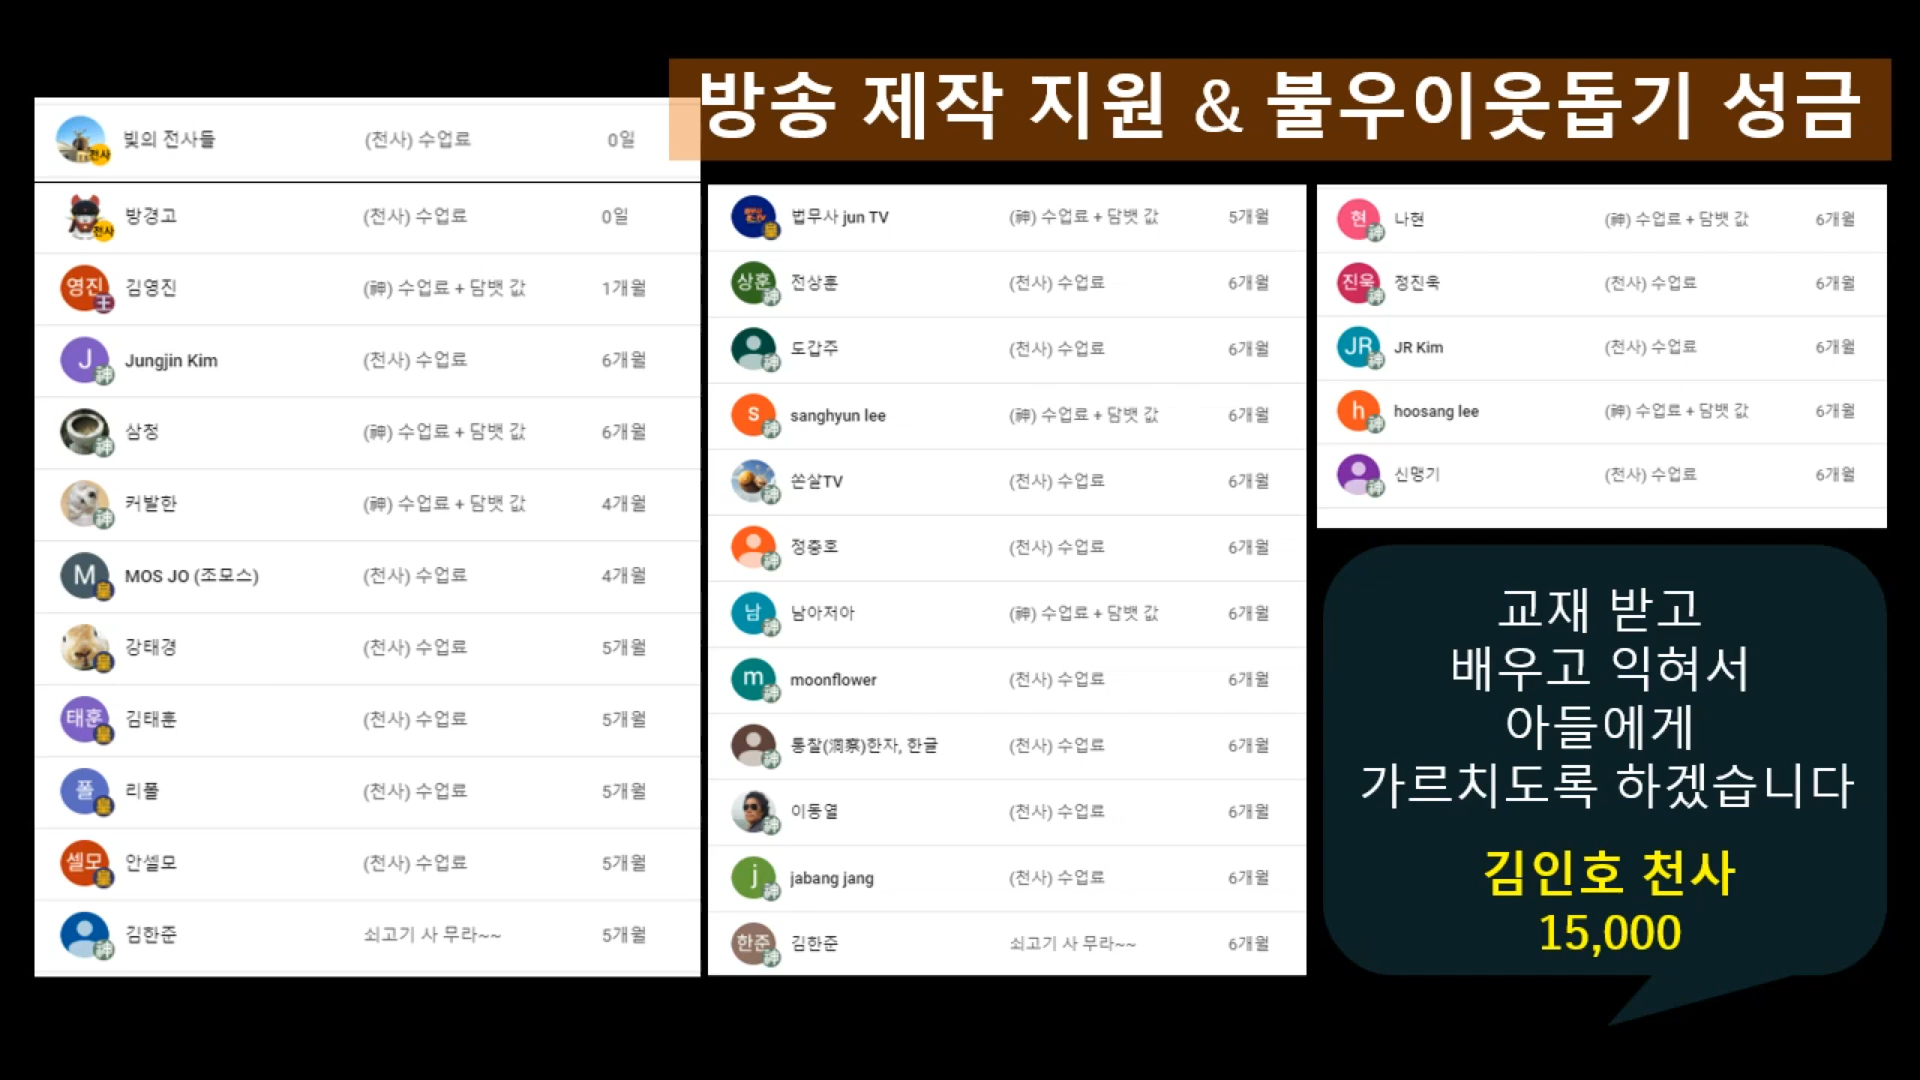 방송 제작 지원 & 불우이웃돕기 성금
빛의 전사들 (천사) 수업료 0일
방경고 (천사) 수업료 0일
김영진 (神) 수업료 + 담뱃 값 1개월
Jungjin Kim (천사) 수업료 6개월
삼청 (神) 수업료 + 담뱃 값 6개월
커발한 (神) 수업료 + 담뱃 값 4개월
MOS JO (조모스) (천사) 수업료 4개월
강태경 (천사) 수업료 5개월
김태훈 (천사) 수업료 5개월
리폴 (천사) 수업료 5개월
안셀모 (천사) 수업료 5개월
김한준 쇠고기 사 무라~~ 5개월
법무사 jun TV (神) 수업료 + 담뱃 값 5개월
전상훈 (천사) 수업료 6개월
도갑주 (천사) 수업료 6개월
sanghyun lee (神) 수업료 + 담뱃 값 6개월
쏜살TV (천사) 수업료 6개월
정충호 (천사) 수업료 6개월
남아저아 (神) 수업료 + 담뱃 값 6개월
moonflower (천사) 수업료 6개월
통찰(洞察)한자, 한글 (천사) 수업료 6개월
이동열 (천사) 수업료 6개월
jabang jang (천사) 수업료 6개월
김한준 쇠고기 사 무라~~ 6개월
나현 (神) 수업료 + 담뱃 값 6개월
정진욱 (천사) 수업료 6개월
JR Kim (천사) 수업료 6개월
hoosang lee (神) 수업료 + 담뱃 값 6개월
신맹기 (천사) 수업료 6개월
교재 받고
배우고 익혀서
아들에게
가르치도록 하겠습니다
김인호 천사
15,000